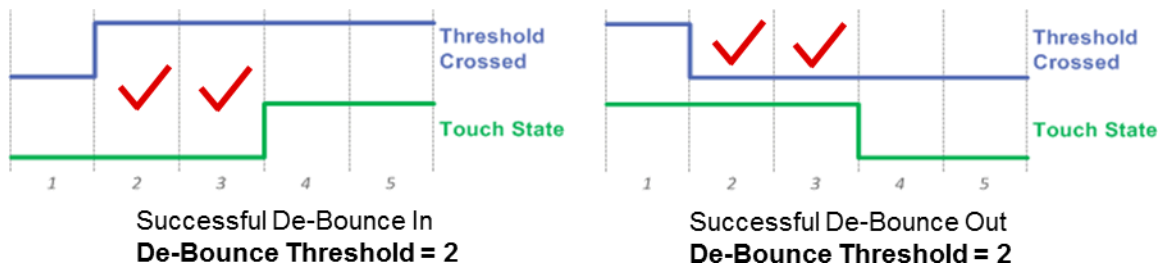 Threshold
Crossed
Touch State
1 2 3 4 5
Successful De-Bounce In
De-Bounce Threshold = 2
Threshold
Crossed
Touch State
1 2 3 4 5
Successful De-Bounce Out
De-Bounce Threshold = 2